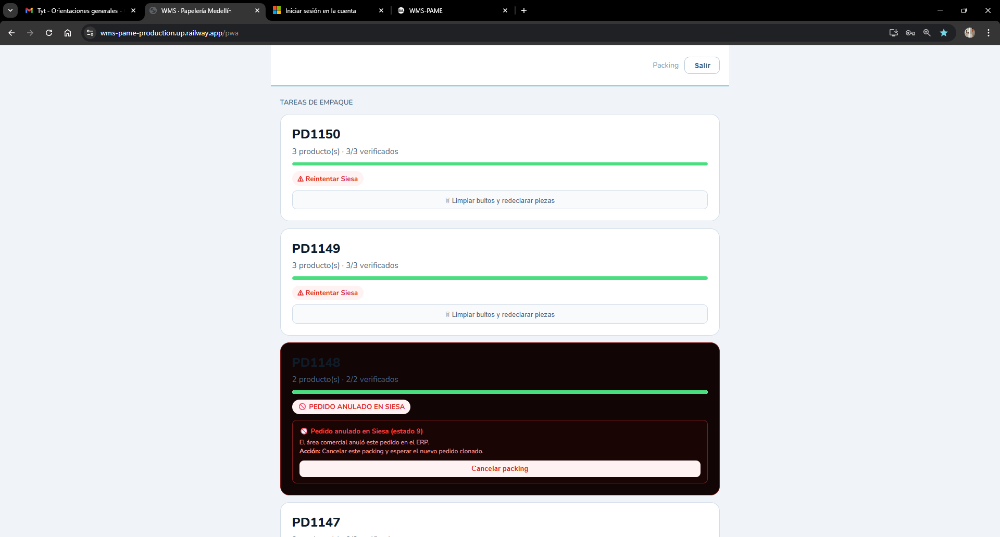 Tyt - Orientaciones generales -
WMS · Papelería Medellín
Iniciar sesión en la cuenta
WMS-PAME
wms-pame-production.up.railway.app/pwa
Packing
Salir
TAREAS DE EMPAQUE
PD1150
3 producto(s) · 3/3 verificados
⚠ Reintentar Siesa
Limpiar bultos y redeclarar piezas
PD1149
3 producto(s) · 3/3 verificados
⚠ Reintentar Siesa
Limpiar bultos y redeclarar piezas
PD1148
2 producto(s) · 2/2 verificados
🚫 PEDIDO ANULADO EN SIESA
🚫 Pedido anulado en Siesa (estado 9)
El área comercial anuló este pedido en el ERP.
Acción: Cancelar este packing y esperar el nuevo pedido clonado.
Cancelar packing
PD1147